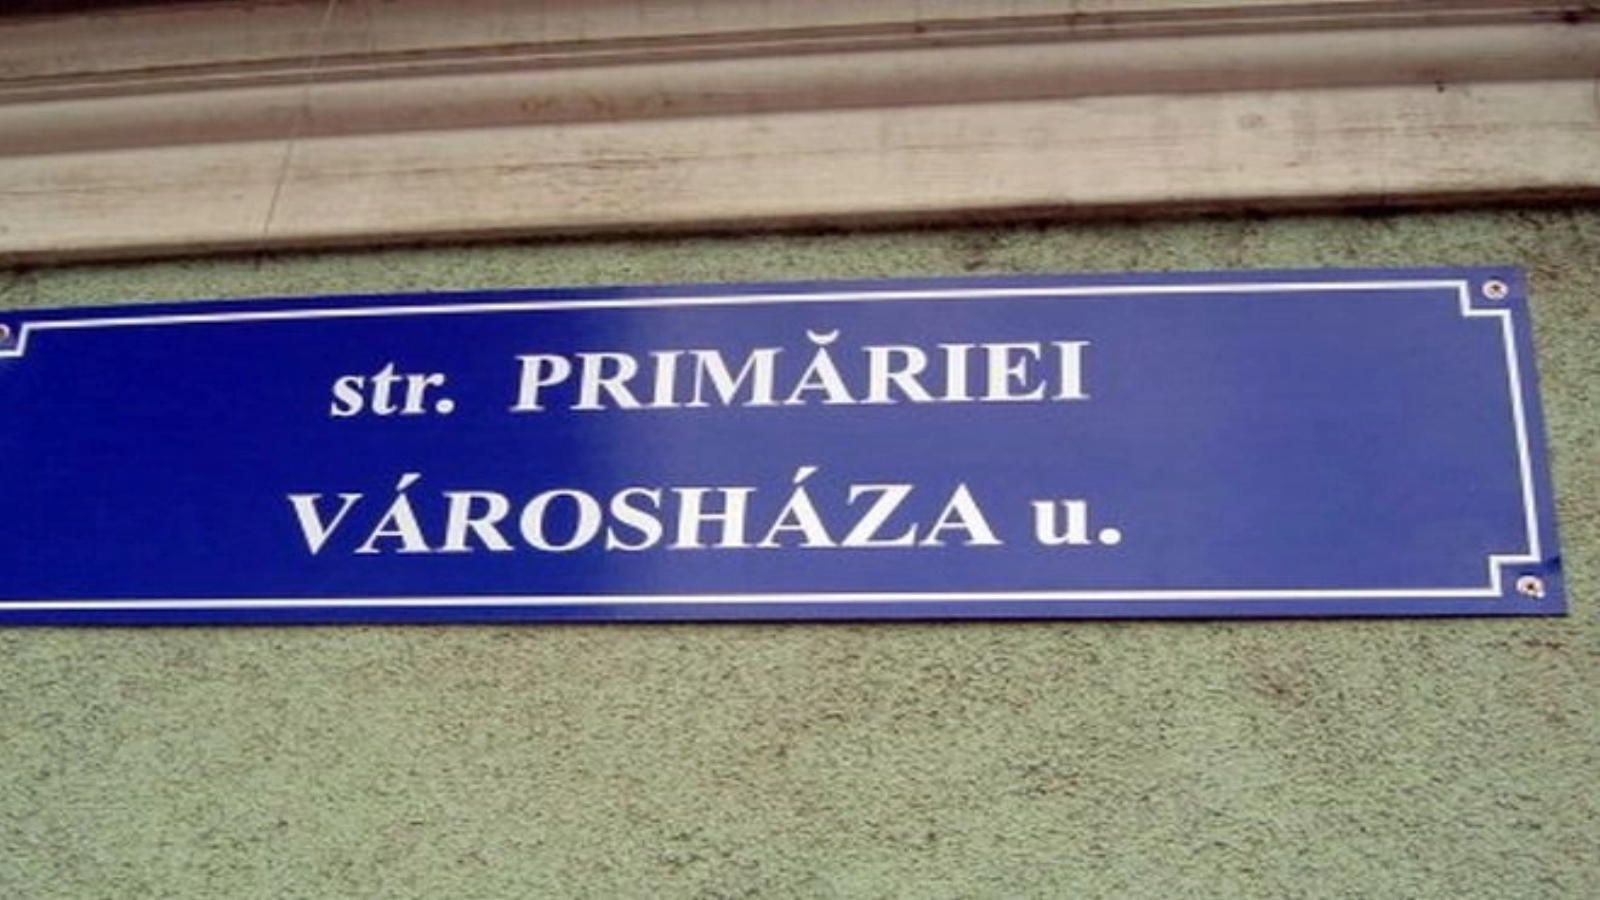 str. PRIMĂRIEI
VÁROSHÁZA u.